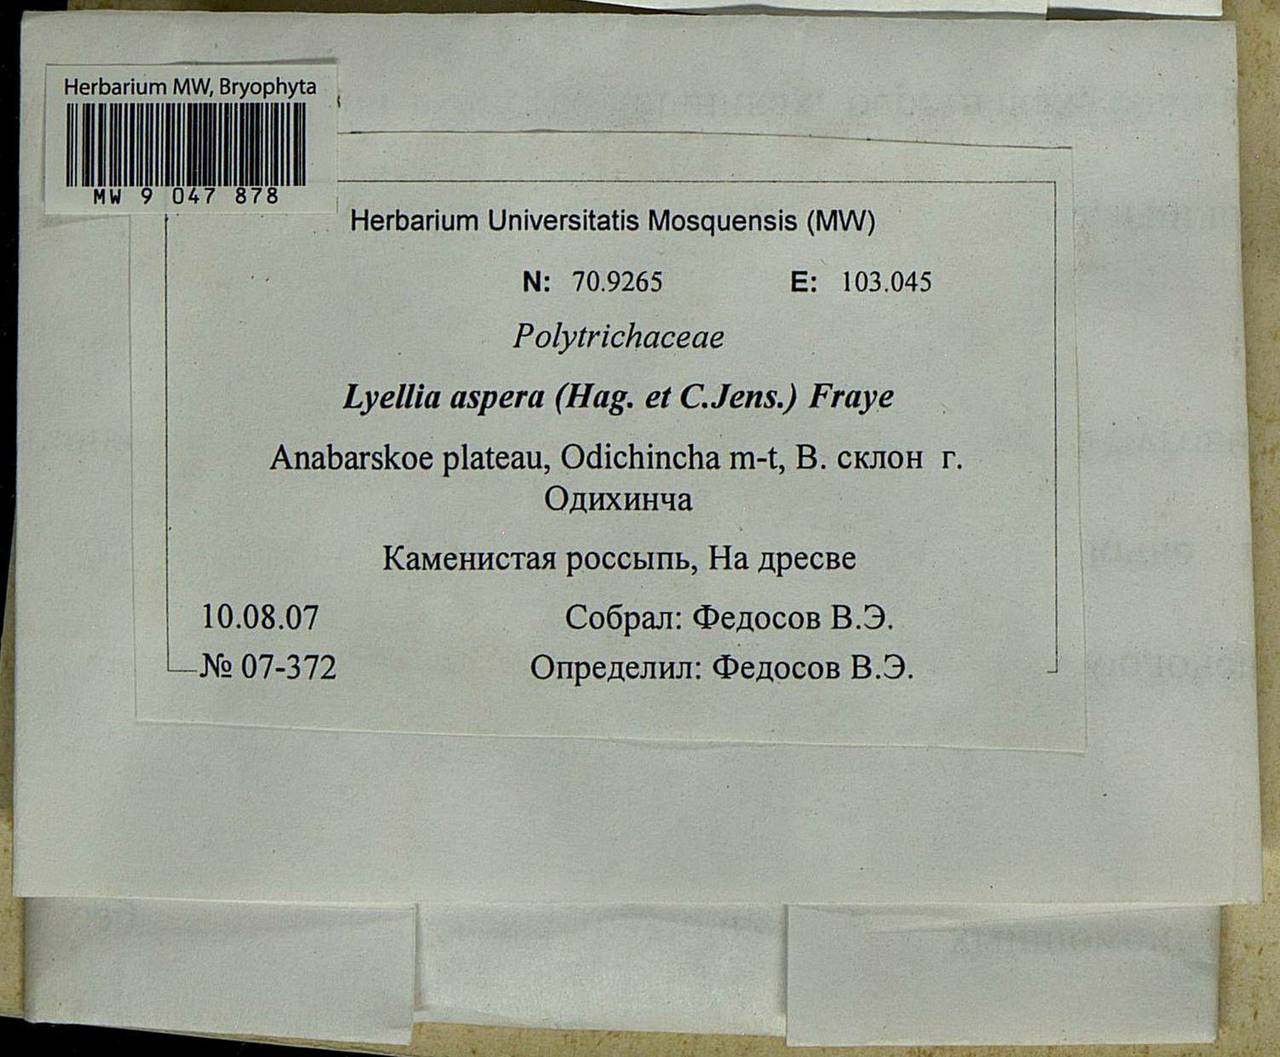 Herbarium MW, Bryophyta
MW 9 047 878
Herbarium Universitatis Mosquensis (MW)
N: 70.9265 E: 103.045
Polytrichaceae
Lyellia aspera (Hag. et C.Jens.) Fraye
Anabarskoe plateau, Odichincha m-t, В. склон г.
Одихинча
Каменистая россыпь, На дресве
10.08.07 Собрал: Федосов В.Э.
№ 07-372 Определил: Федосов В.Э.